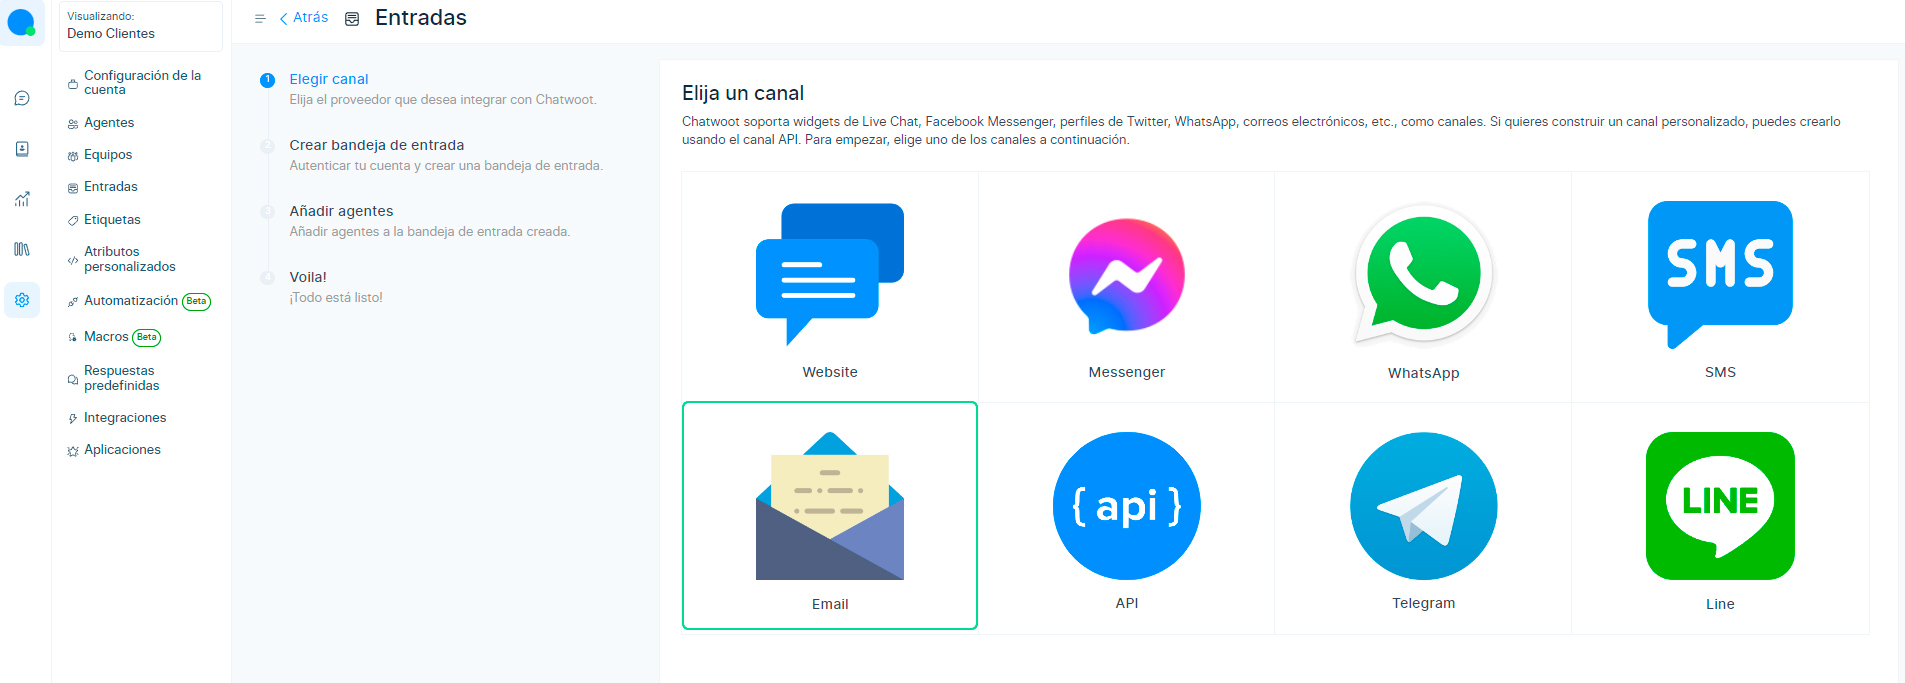 Visualizando:
Demo Clientes
Configuración de la
cuenta
Agentes
Equipos
Entradas
Etiquetas
Atributos
personalizados
Automatización Beta
Macros Beta
Respuestas
predefinidas
Integraciones
Aplicaciones
Atrás Entradas
1 Elegir canal
Elija el proveedor que desea integrar con Chatwoot.
2 Crear bandeja de entrada
Autenticar tu cuenta y crear una bandeja de entrada.
3 Añadir agentes
Añadir agentes a la bandeja de entrada creada.
4 Voila!
¡Todo está listo!
Elija un canal
Chatwoot soporta widgets de Live Chat, Facebook Messenger, perfiles de Twitter, WhatsApp, correos electrónicos, etc., como canales. Si quieres construir un canal personalizado, puedes crearlo
usando el canal API. Para empezar, elige uno de los canales a continuación.
SMS
Website Messenger WhatsApp SMS
{ api } LINE
Email API Telegram Line